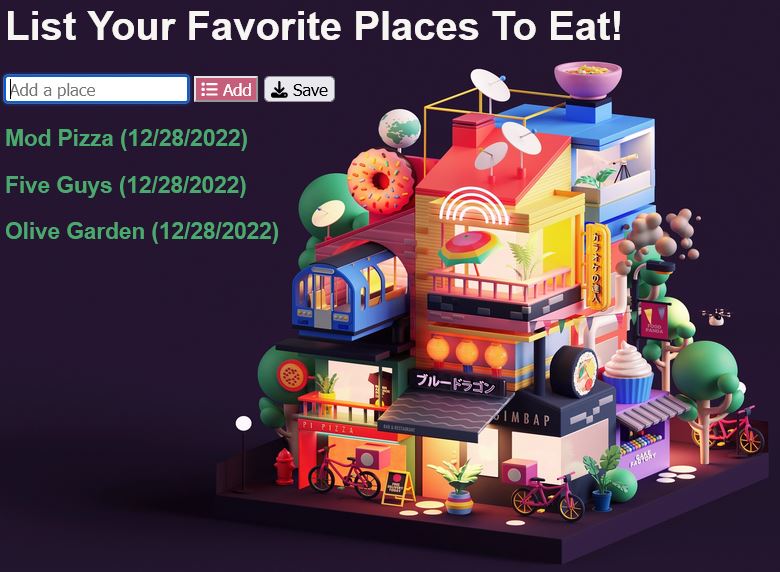 List Your Favorite Places To Eat!
Add a place
Add
Save
Mod Pizza (12/28/2022)
Five Guys (12/28/2022)
Olive Garden (12/28/2022)
カラオケの達人
FOOD
PANDA
ブルードラゴン
PI PIZZA
BAR & RESTAURANT
GIMBAP
CAKE
FACTORY